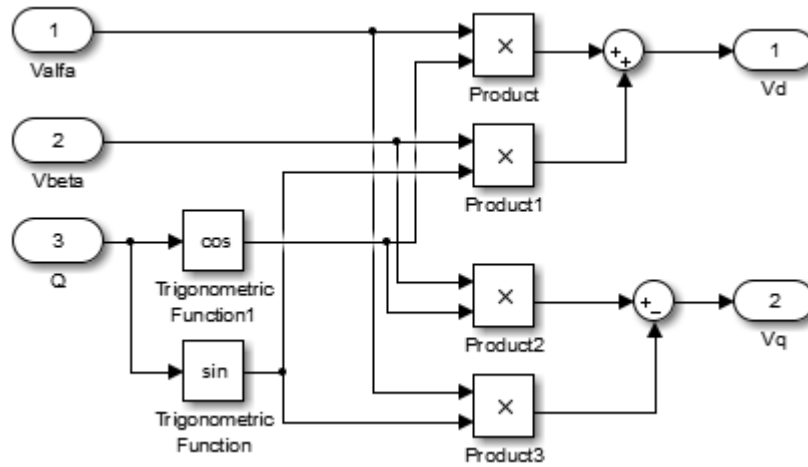 1
Valfa
2
Vbeta
3
Q
cos
Trigonometric
Function1
sin
Trigonometric
Function
×
Product
×
Product1
×
Product2
×
Product3
+
+
+
−
1
Vd
2
Vq